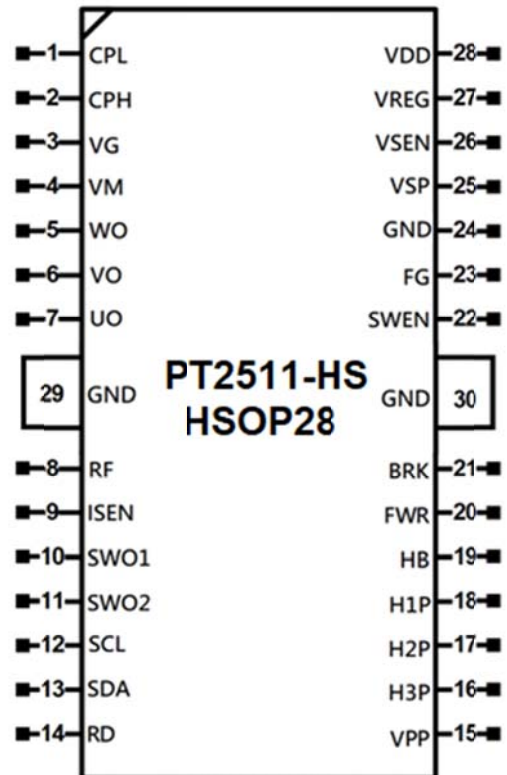 1 CPL VDD 28
2 CPH VREG 27
3 VG VSEN 26
4 VM VSP 25
5 WO GND 24
6 VO FG 23
7 UO SWEN 22
PT2511-HS
29 GND GND 30
HSOP28
8 RF BRK 21
9 ISEN FWR 20
10 SWO1 HB 19
11 SWO2 H1P 18
12 SCL H2P 17
13 SDA H3P 16
14 RD VPP 15